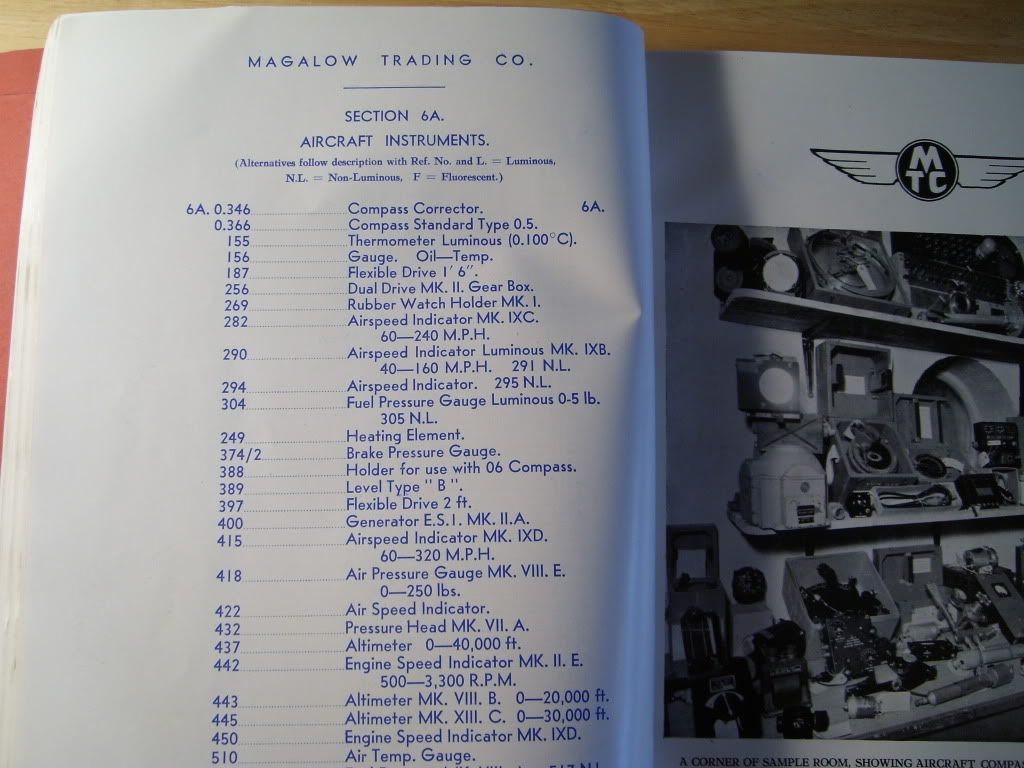 MAGALOW TRADING CO.
SECTION 6A.
AIRCRAFT INSTRUMENTS.
(Alternatives follow description with Ref. No. and L. = Luminous,
N.L. = Non-Luminous, F = Fluorescent.)
6A. 0.346 Compass Corrector. 6A.
0.366 Compass Standard Type 0.5.
155 Thermometer Luminous (0.100°C).
156 Gauge. Oil—Temp.
187 Flexible Drive 1' 6".
256 Dual Drive MK. II. Gear Box.
269 Rubber Watch Holder MK. I.
282 Airspeed Indicator MK. IXC.
60—240 M.P.H.
290 Airspeed Indicator Luminous MK. IXB.
40—160 M.P.H. 291 N.L.
294 Airspeed Indicator. 295 N.L.
304 Fuel Pressure Gauge Luminous 0-5 lb.
305 N.L.
249 Heating Element.
374/2 Brake Pressure Gauge.
388 Holder for use with 06 Compass.
389 Level Type " B ".
397 Flexible Drive 2 ft.
400 Generator E.S.I. MK. II.A.
415 Airspeed Indicator MK. IXD.
60—320 M.P.H.
418 Air Pressure Gauge MK. VIII. E.
0—250 lbs.
422 Air Speed Indicator.
432 Pressure Head MK. VII. A.
437 Altimeter 0—40,000 ft.
442 Engine Speed Indicator MK. II. E.
500—3,300 R.P.M.
443 Altimeter MK. VIII. B. 0—20,000 ft.
445 Altimeter MK. XIII. C. 0—30,000 ft.
450 Engine Speed Indicator MK. IXD.
510 Air Temp. Gauge.
MTC
A CORNER OF SAMPLE ROOM, SHOWING AIRCRAFT